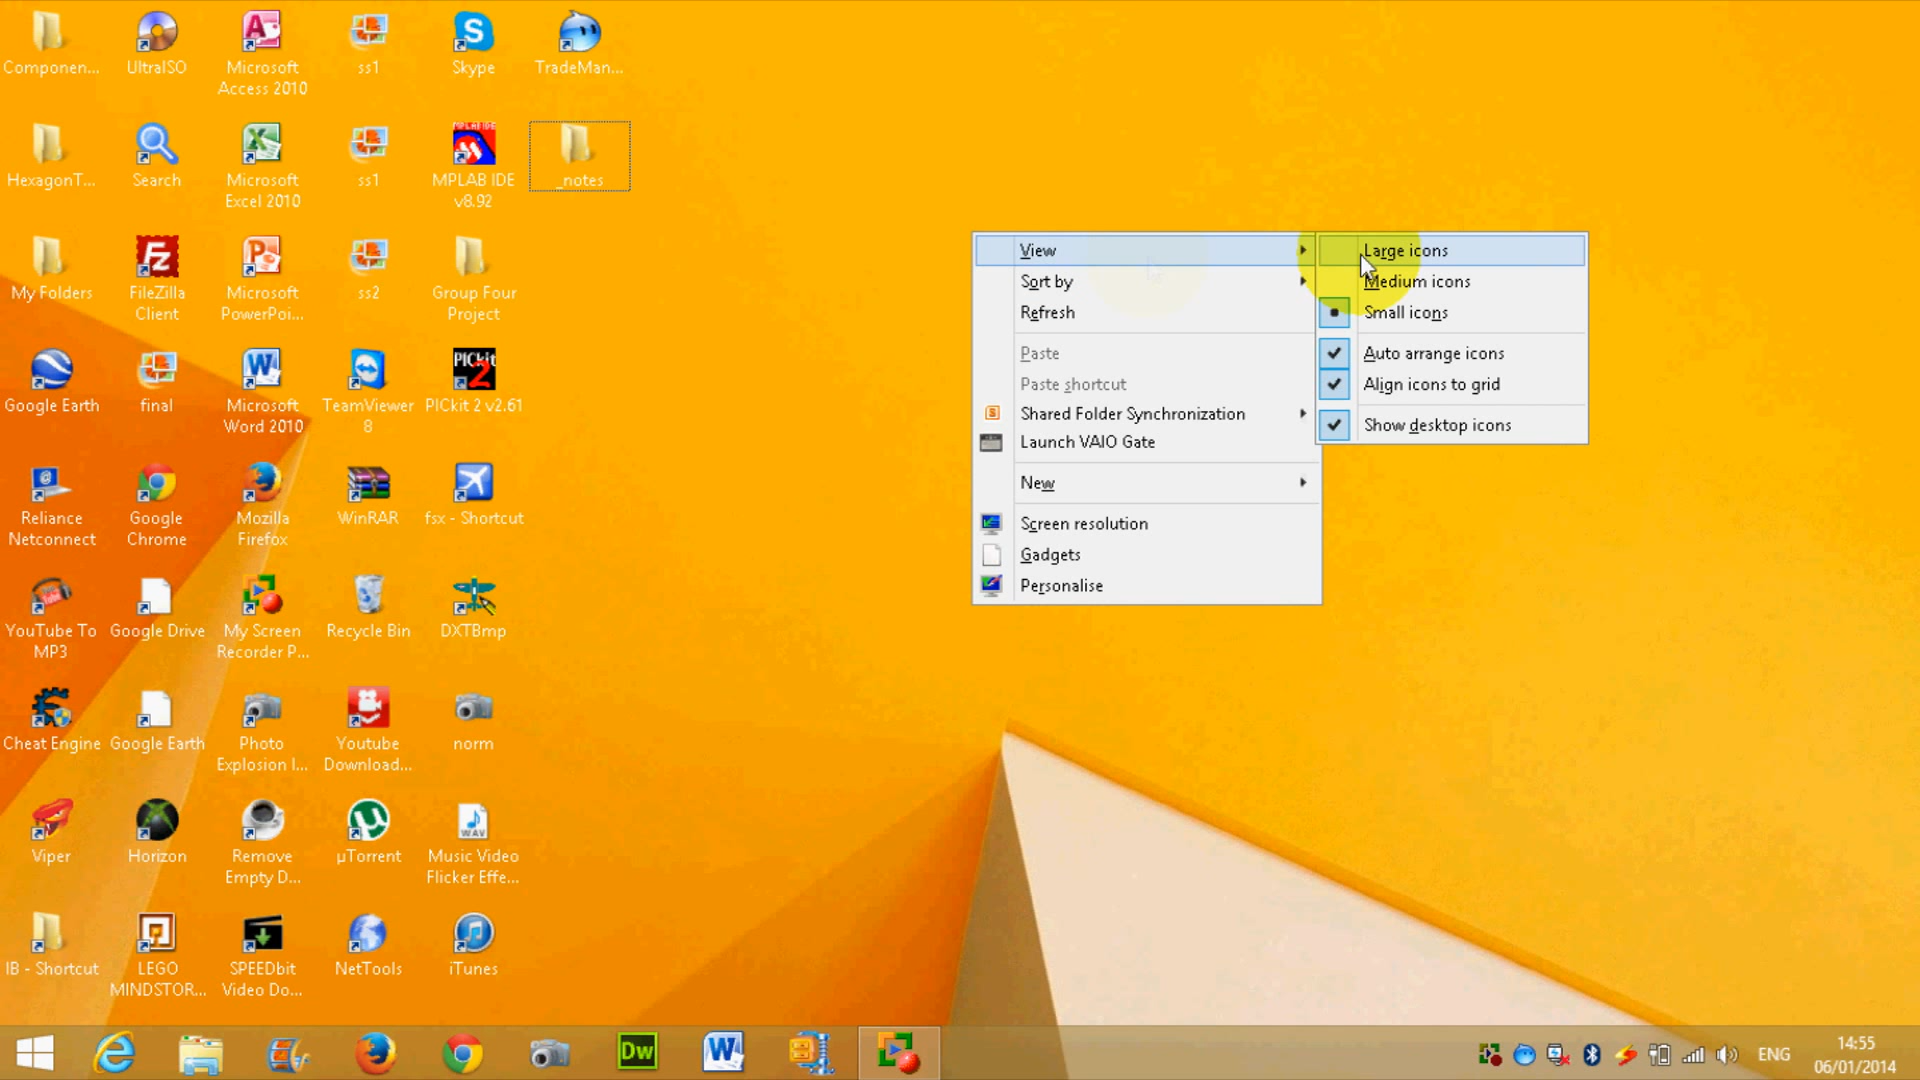 Componen...
UltraISO
Microsoft
Access 2010
ss1
Skype
TradeMan...
HexagonT...
Search
Microsoft
Excel 2010
ss1
MPLAB IDE
MPLAB IDE
v8.92
_notes
My Folders
FileZilla
Client
Microsoft
PowerPoi...
ss2
Group Four
Project
Google Earth
final
Microsoft
Word 2010
TeamViewer
8
PICkit
2
PICkit 2 v2.61
Reliance
Netconnect
Google
Chrome
Mozilla
Firefox
WinRAR
fsx - Shortcut
YouTube To
MP3
Google Drive
My Screen
Recorder P...
Recycle Bin
DXTBmp
Cheat Engine
Google Earth
Photo
Explosion I...
Youtube
Download...
norm
Viper
Horizon
Remove
Empty D...
µTorrent
WAV
Music Video
Flicker Effe...
IB - Shortcut
LEGO
MINDSTOR...
SPEEDbit
Video Do...
NetTools
iTunes
View
Sort by
Refresh
Paste
Paste shortcut
Shared Folder Synchronization
Launch VAIO Gate
New
Screen resolution
Gadgets
Personalise
Large icons
Medium icons
Small icons
Auto arrange icons
Align icons to grid
Show desktop icons
Dw
ENG
14:55
06/01/2014